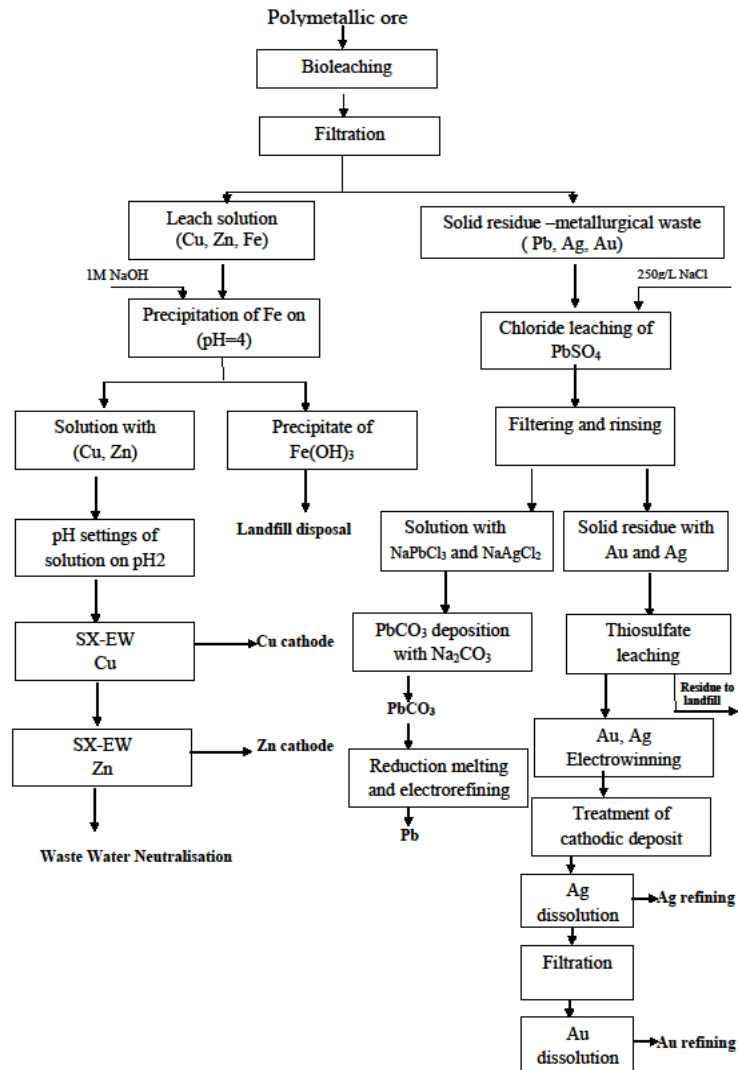 Polymetallic ore
Bioleaching
Filtration
Leach solution
(Cu, Zn, Fe)
Solid residue –metallurgical waste
( Pb, Ag, Au)
1M NaOH
250g/L NaCl
Precipitation of Fe on
(pH=4)
Chloride leaching of
PbSO₄
Solution with
(Cu, Zn)
Precipitate of
Fe(OH)₃
Filtering and rinsing
Landfill disposal
pH settings of
solution on pH2
Solution with
NaPbCl₃ and NaAgCl₂
Solid residue with
Au and Ag
SX-EW
Cu
Cu cathode
PbCO₃ deposition
with Na₂CO₃
Thiosulfate
leaching
Residue to
landfill
PbCO₃
SX-EW
Zn
Zn cathode
Reduction melting
and electrorefining
Au, Ag
Electrowinning
Pb
Treatment of
cathodic deposit
Waste Water Neutralisation
Ag
dissolution
Ag refining
Filtration
Au
dissolution
Au refining